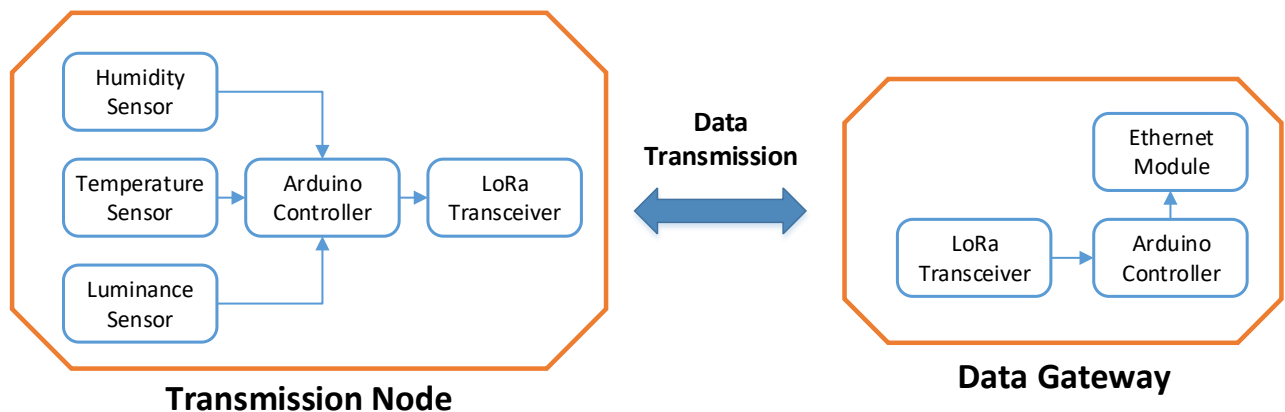 Humidity
Sensor
Temperature
Sensor
Luminance
Sensor
Arduino
Controller
LoRa
Transceiver
Transmission Node
Data
Transmission
Ethernet
Module
LoRa
Transceiver
Arduino
Controller
Data Gateway